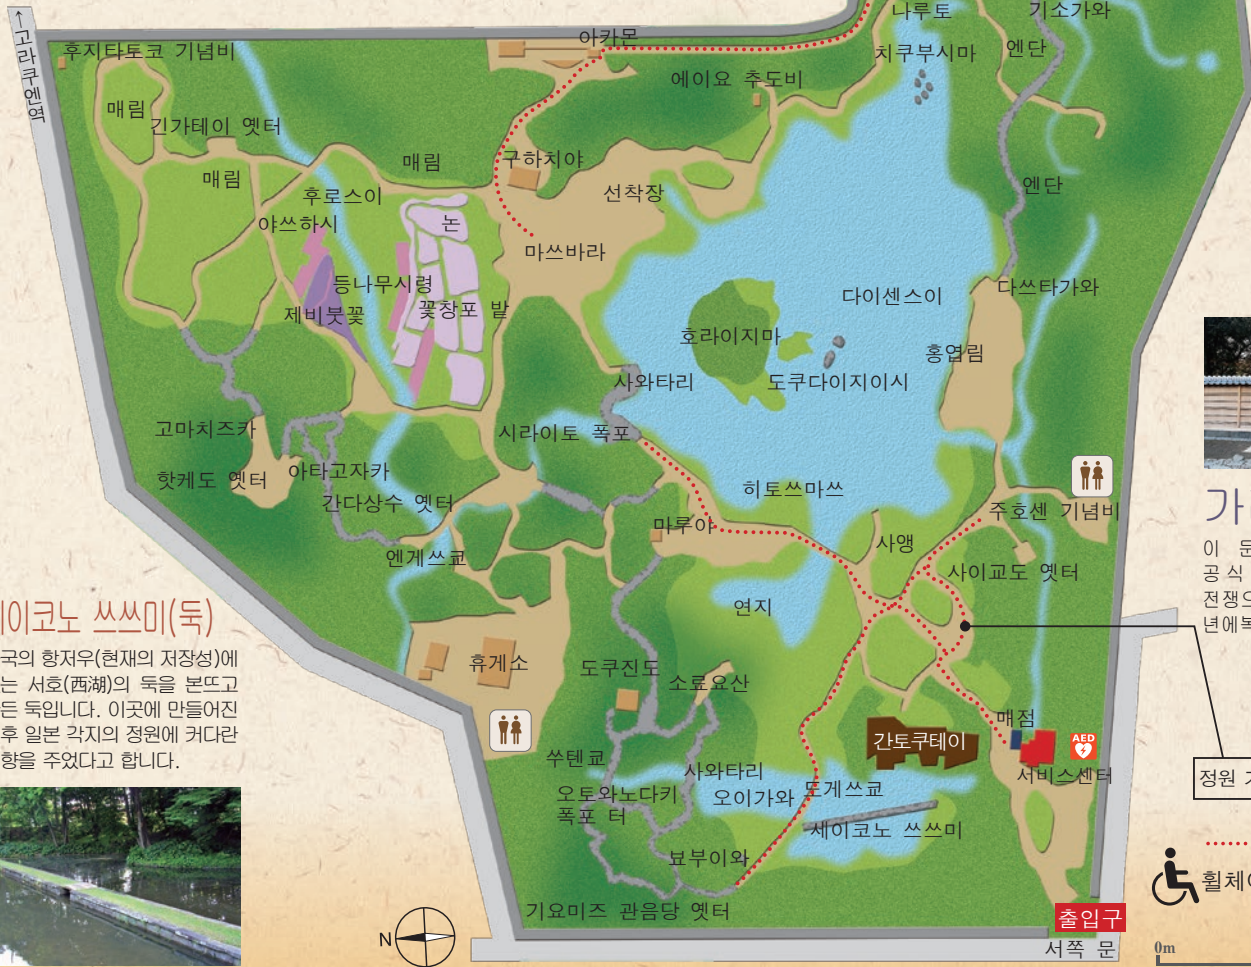 ←고라쿠엔역
후지타토코 기념비
아카몬
나루토
기소가와
치쿠부시마
엔단
에이요 추도비
매림
긴가테이 옛터
매림
구하치야
매림
후로스이
선착장
엔단
야쓰하시
논
마쓰바라
등나무시렁
다이센스이
다쓰타가와
제비붓꽃
꽃창포 밭
호라이지마
홍엽림
사와타리
도쿠다이지이시
고마치즈카
시라이토 폭포
핫케도 옛터
아타고자카
히토쓰마쓰
간다상수 옛터
주호센 기념비
마루야
사앵
엔게쓰쿄
사이교도 옛터
연지
휴게소
도쿠진도
소료요산
매점
간토쿠테이
AED
쑤텐쿄
사와타리
서비스센터
오토와노다키
폭포 터
오이가와
도게쓰쿄
세이코노 쓰쓰미
뵤부이와
기요미즈 관음당 옛터
출입구
서쪽 문
N
0m
이코노 쓰쓰미(둑)
국의 항저우(현재의 저장성)에
는 서호(西湖)의 둑을 본뜨고
든 둑입니다. 이곳에 만들어진
후 일본 각지의 정원에 커다란
향을 주었다고 합니다.
가
이 문
공식
전쟁으
년에복
정원
휠체어